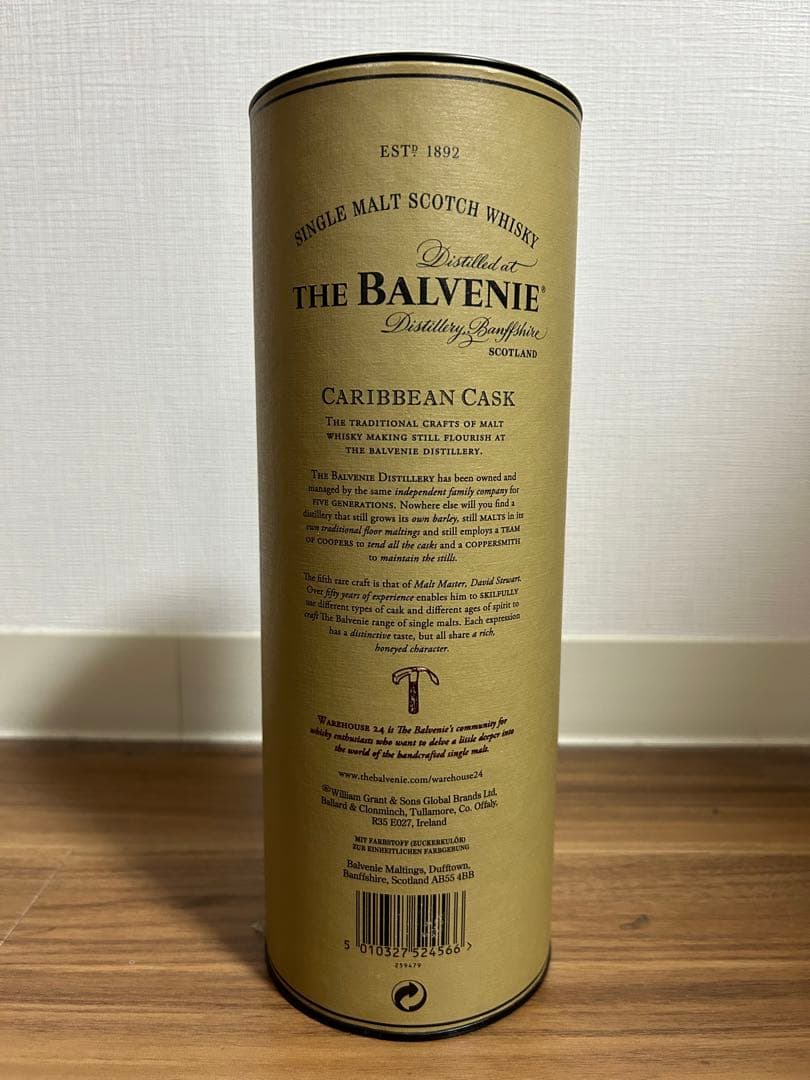 ESTD 1892
SINGLE MALT SCOTCH WHISKY
Distilled at
THE BALVENIE®
Distillery, Banffshire
SCOTLAND
CARIBBEAN CASK
THE TRADITIONAL CRAFTS OF MALT
WHISKY MAKING STILL FLOURISH AT
THE BALVENIE DISTILLERY.
THE BALVENIE DISTILLERY has been owned and
managed by the same independent family company for
FIVE GENERATIONS. Nowhere else will you find a
distillery that still grows its own barley, still MALTS in its
own traditional floor maltings and still employs a TEAM
OF COOPERS to tend all the casks and a COPPERSMITH
to maintain the stills.
The fifth rare craft is that of Malt Master, David Stewart.
Over fifty years of experience enables him to SKILFULLY
use different types of cask and different ages of spirit to
craft The Balvenie range of single malts. Each expression
has a distinctive taste, but all share a rich,
honeyed character.
WAREHOUSE 24 is The Balvenie's community for
whisky enthusiasts who want to delve a little deeper into
the world of the handcrafted single malt.
www.thebalvenie.com/warehouse24
®William Grant & Sons Global Brands Ltd,
Ballard & Clonminch, Tullamore, Co. Offaly,
R35 E027, Ireland
MIT FARBSTOFF (ZUCKERKULÖR)
ZUR EINHEITLICHEN FARBGEBUNG
Balvenie Maltings, Dufftown,
Banffshire, Scotland AB55 4BB
5 010327 524566 >
259479